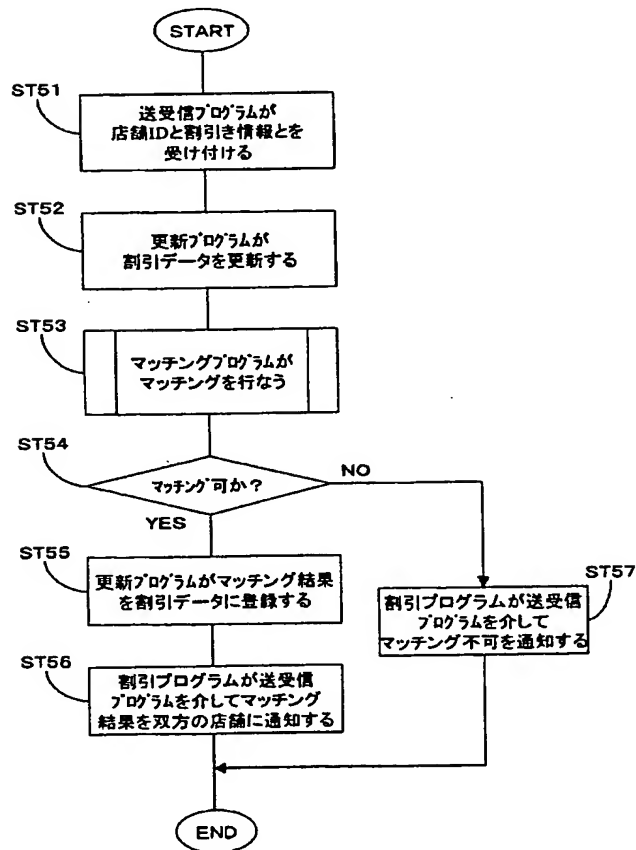 START
ST51
送受信プログラムが
店舗IDと割引き情報とを
受け付ける
ST52
更新プログラムが
割引データを更新する
ST53
マッチングプログラムが
マッチングを行なう
ST54
マッチング可か?
NO
YES
ST55
更新プログラムがマッチング結果
を割引データに登録する
ST57
割引プログラムが送受信
プログラムを介して
マッチング不可を通知する
ST56
割引プログラムが送受信
プログラムを介してマッチング
結果を双方の店舗に通知する
END